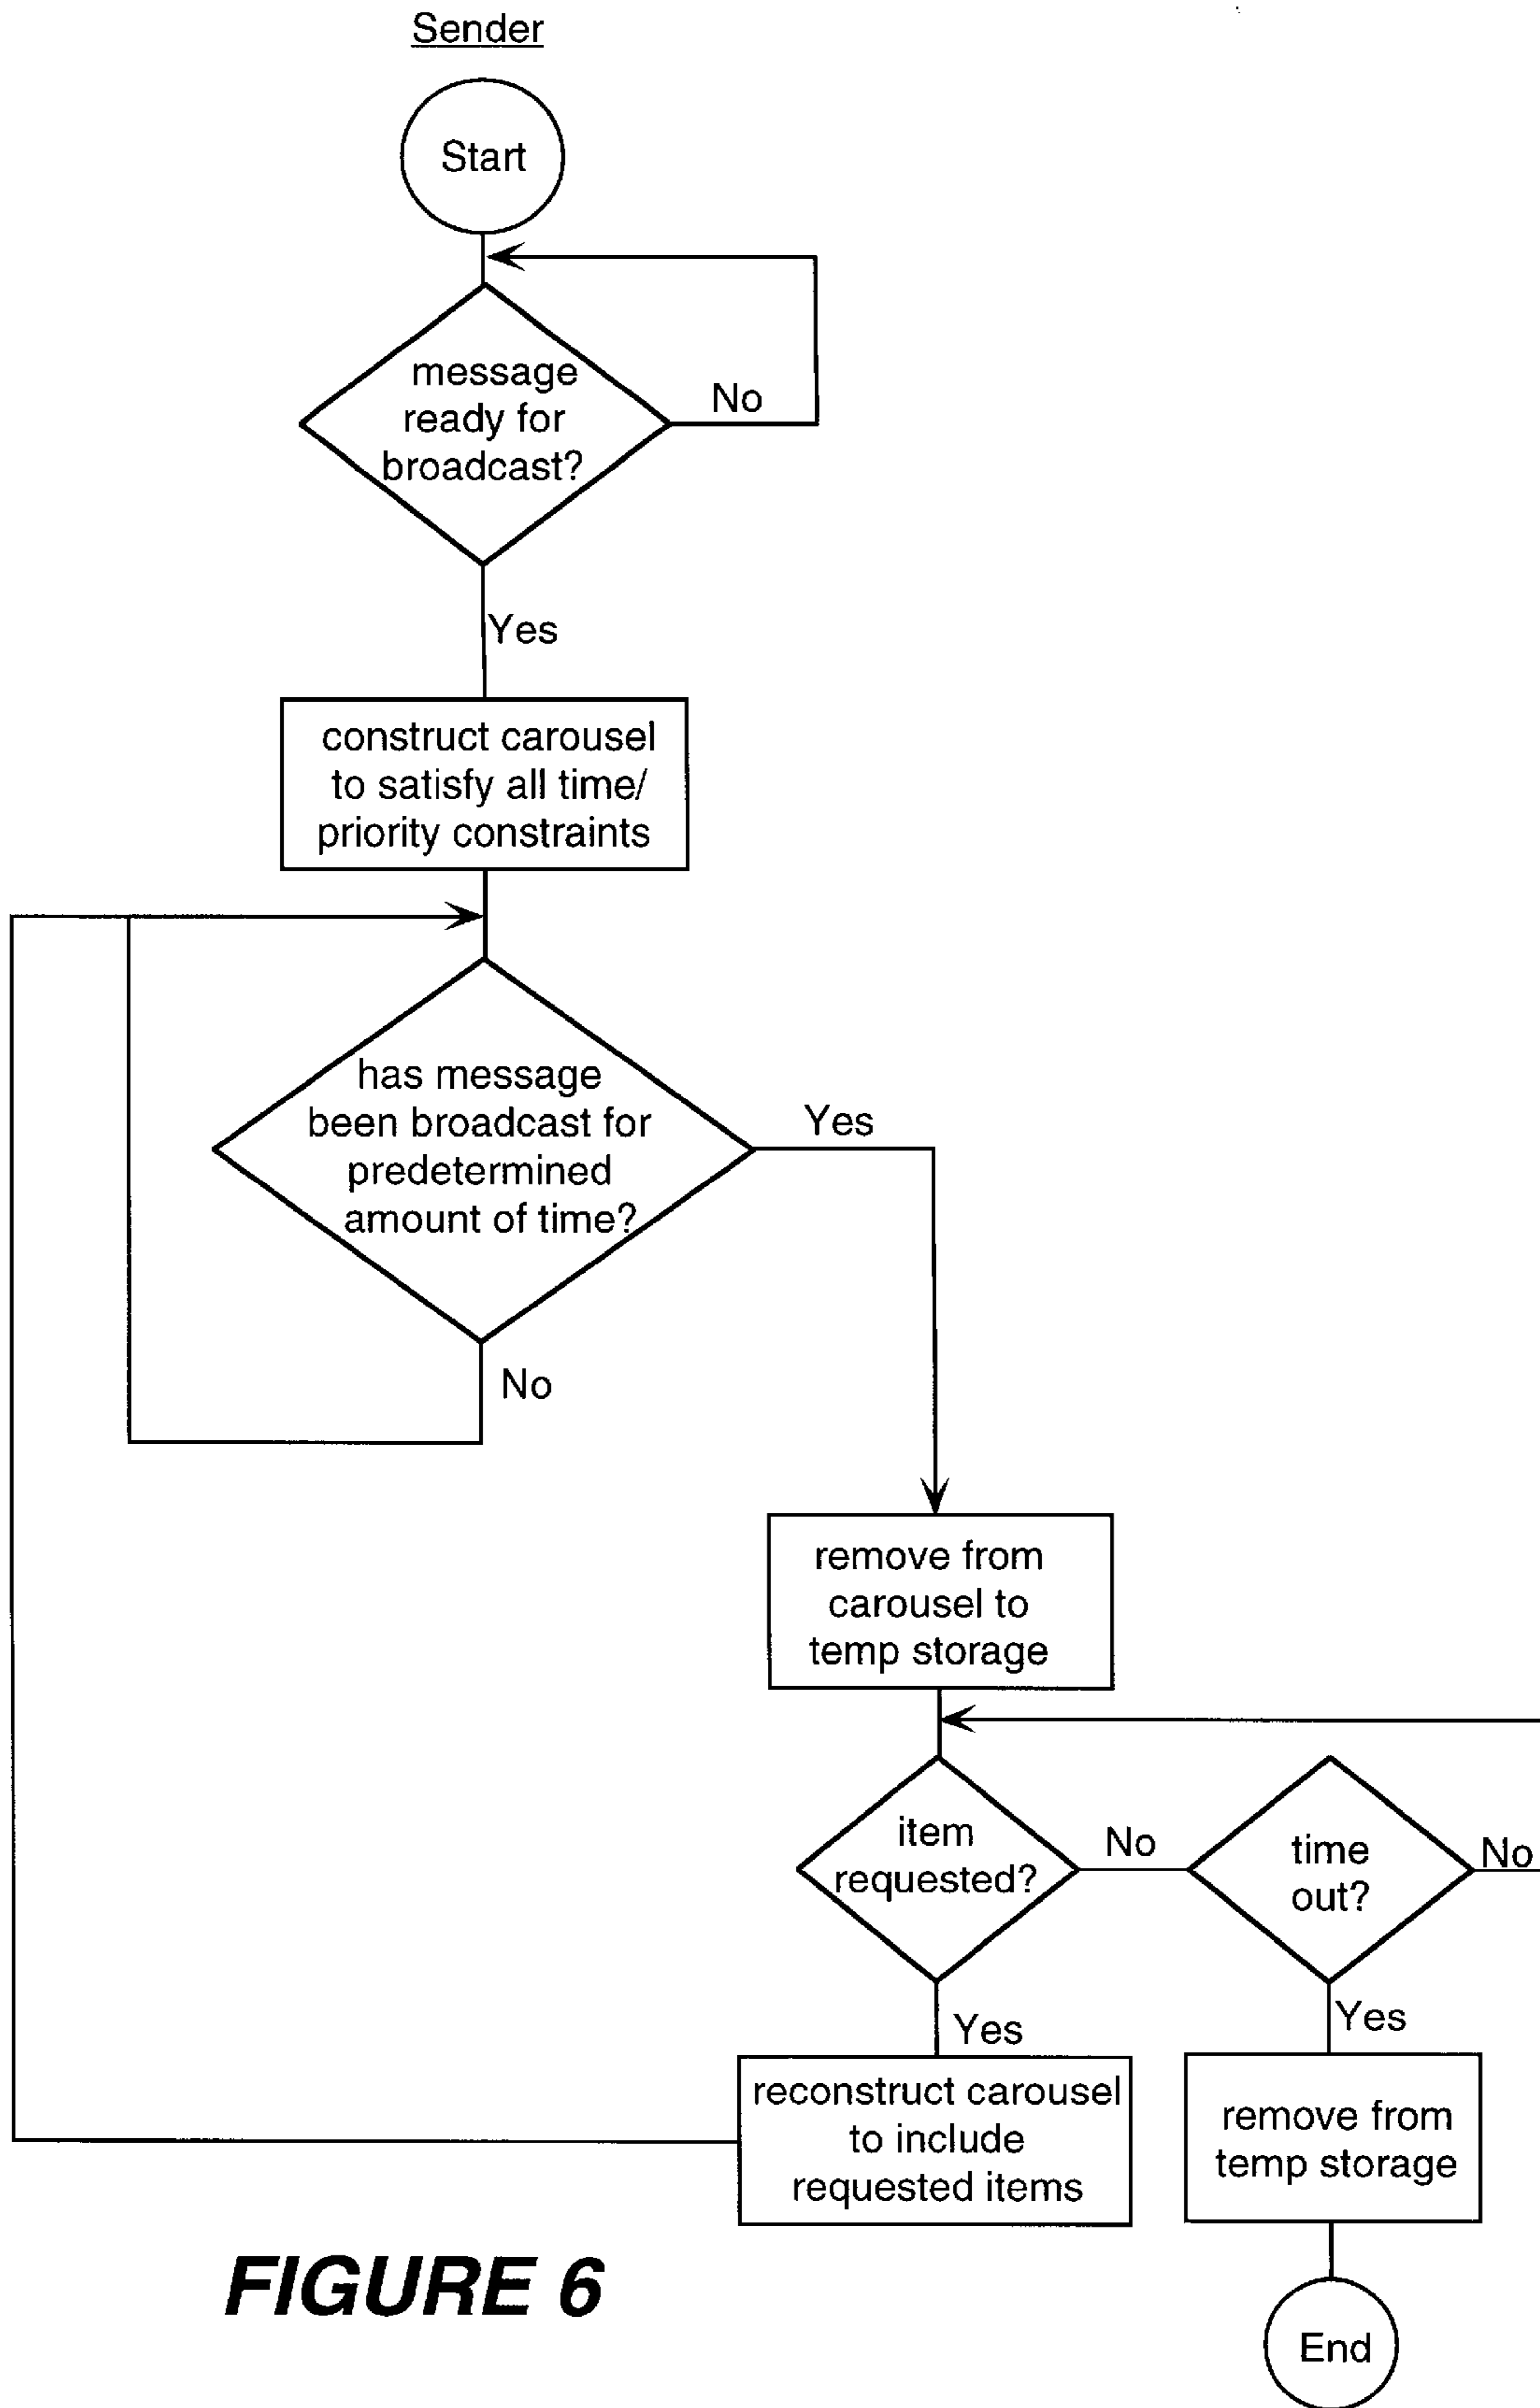 Sender
Start
message
ready for
broadcast?
No
Yes
construct carousel
to satisfy all time/
priority constraints
has message
been broadcast for
predetermined
amount of time?
Yes
No
remove from
carousel to
temp storage
item
requested?
No
time
out?
No
Yes
Yes
reconstruct carousel
to include
requested items
remove from
temp storage
FIGURE 6
End